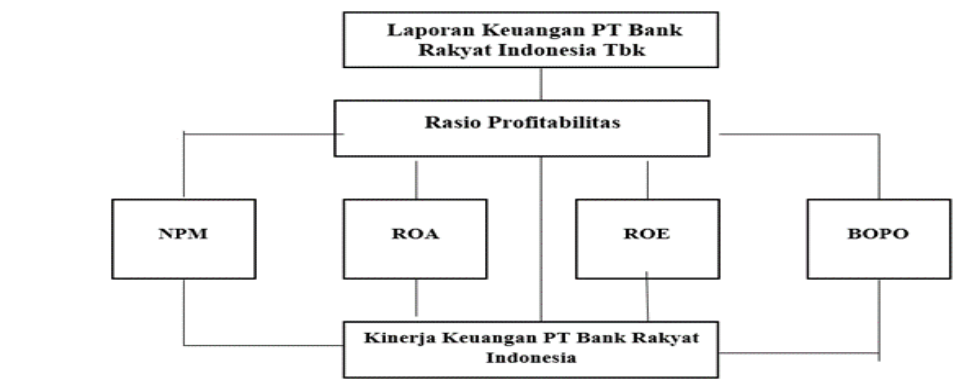 Laporan Keuangan PT Bank
Rakyat Indonesia Tbk
Rasio Profitabilitas
NPM
ROA
ROE
BOPO
Kinerja Keuangan PT Bank Rakyat
Indonesia